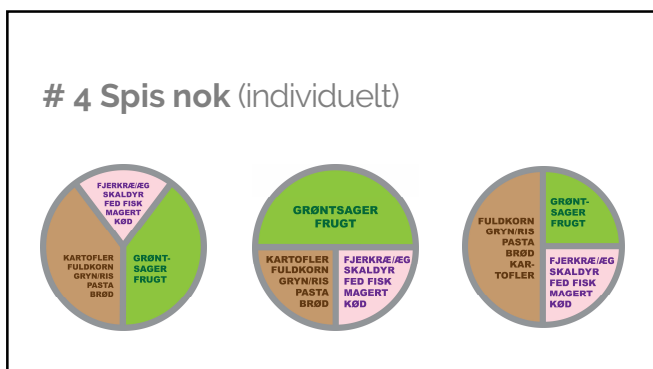 # 4 Spis nok (individuelt)
FJERKRÆ/ÆG
SKALDYR
FED FISK
MAGERT
KØD
KARTOFLER
FULDKORN
GRYN/RIS
PASTA
BRØD
GRØNT-
SAGER
FRUGT
GRØNTSAGER
FRUGT
KARTOFLER
FULDKORN
GRYN/RIS
PASTA
BRØD
FJERKRÆ/ÆG
SKALDYR
FED FISK
MAGERT
KØD
FULDKORN
GRYN/RIS
PASTA
BRØD
KAR-
TOFLER
GRØNT-
SAGER
FRUGT
FJERKRÆ/ÆG
SKALDYR
FED FISK
MAGERT
KØD